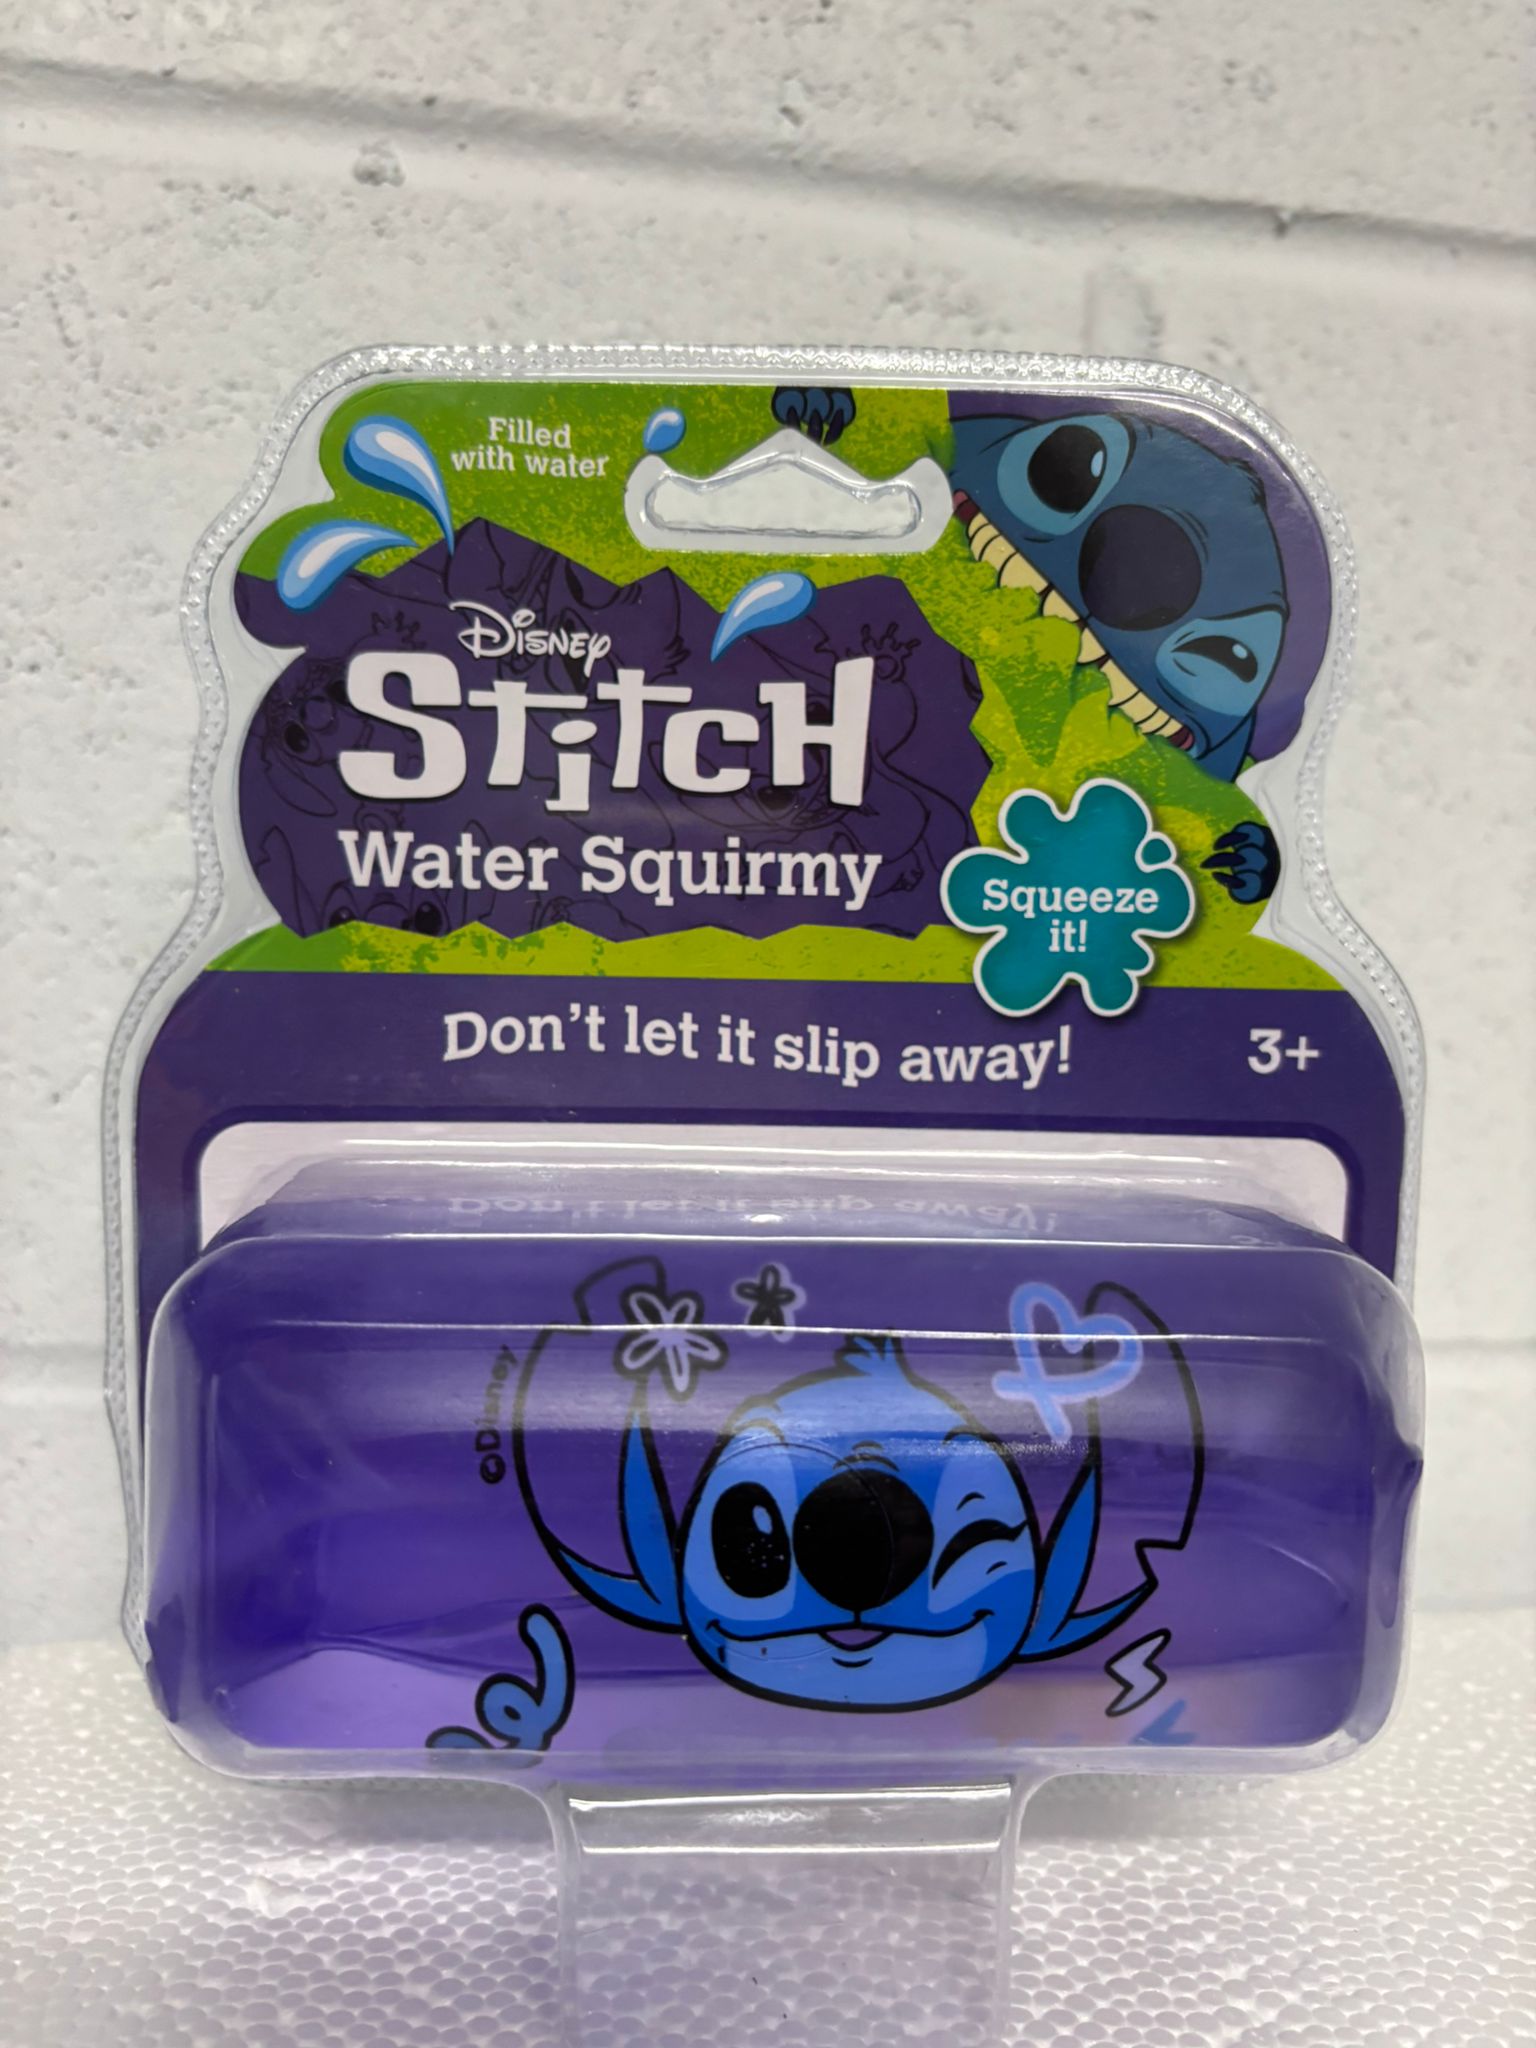 Filled
with water
Disney
Stitch
Water Squirmy
Squeeze
it!
Don't let it slip away!
3+
©Disney